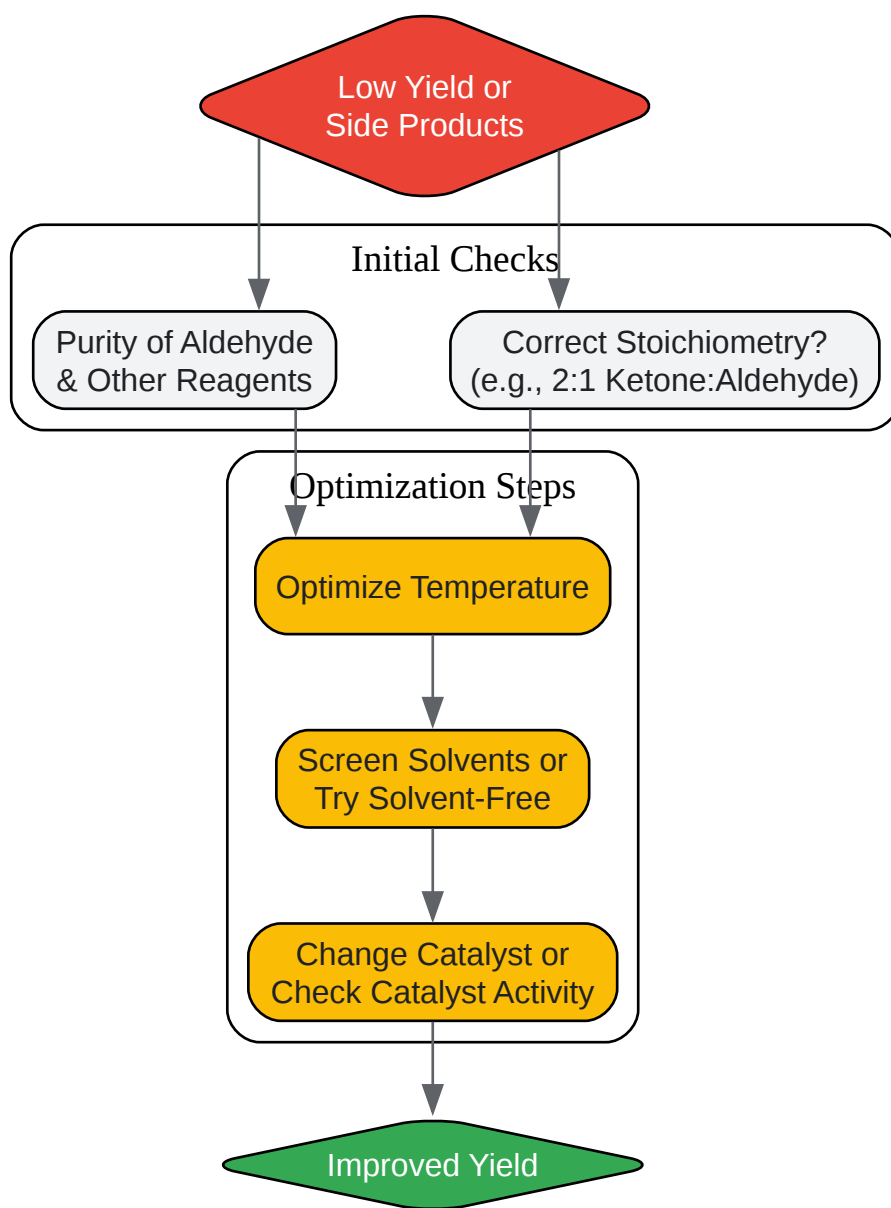 Low Yield or
Side Products
Initial Checks
Purity of Aldehyde
& Other Reagents
Correct Stoichiometry?
(e.g., 2:1 Ketone:Aldehyde)
Optimization Steps
Optimize Temperature
Screen Solvents or
Try Solvent-Free
Change Catalyst or
Check Catalyst Activity
Improved Yield